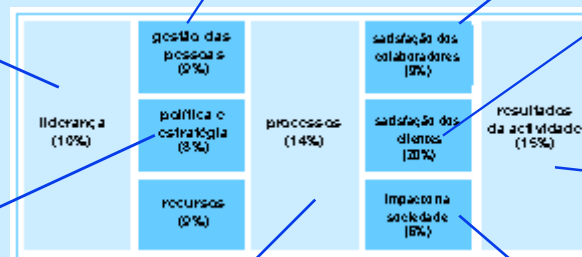 liderança
(10%)
gestão das
pessoas
(9%)
política e
estratégia
(8%)
recursos
(9%)
processos
(14%)
satisfação dos
colaboradores
(9%)
satisfação dos
clientes
(20%)
impacto na
sociedade
(6%)
resultados
da actividade
(15%)